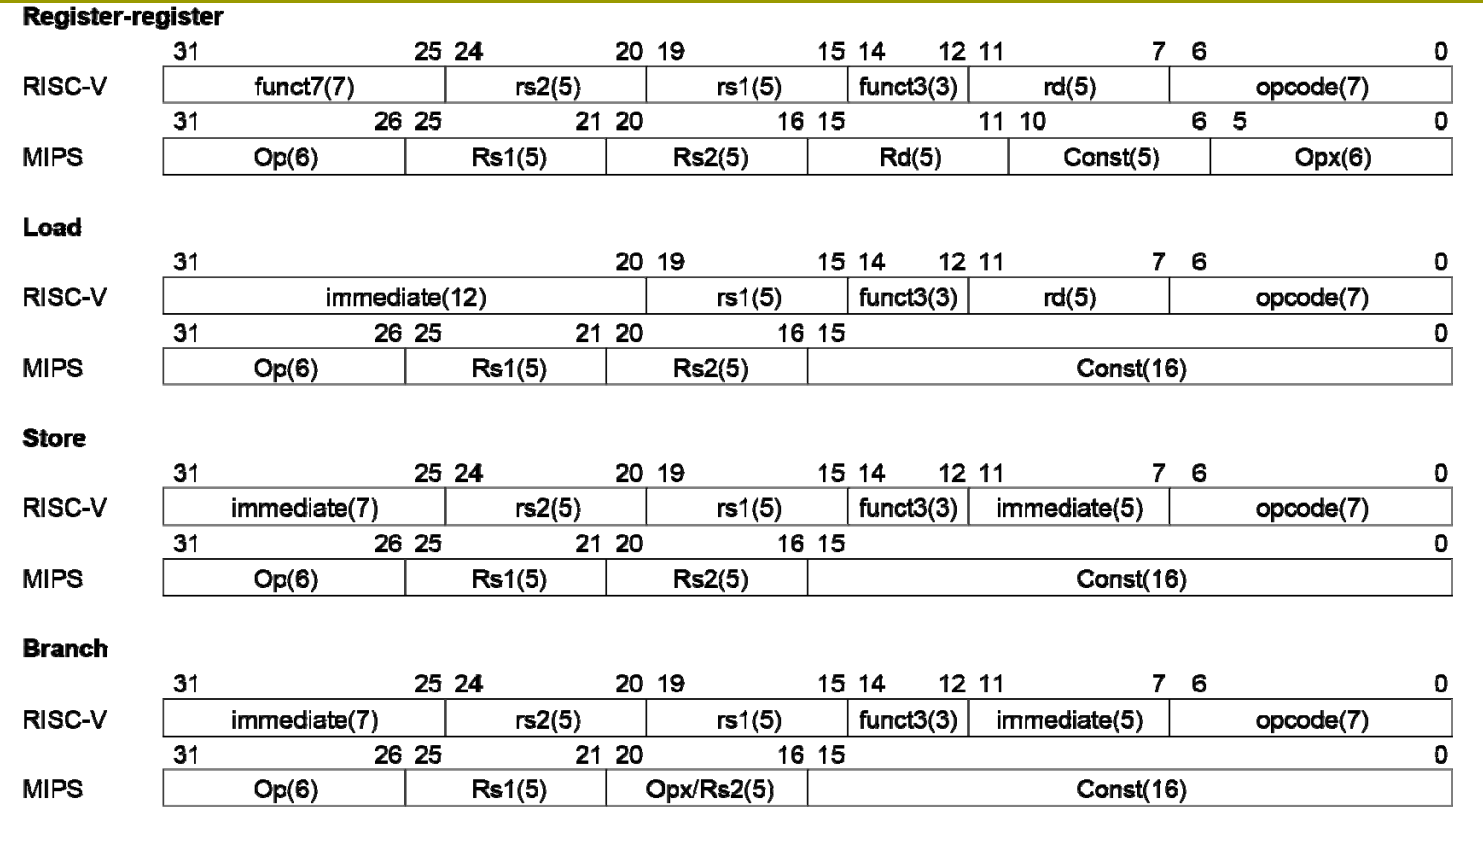 Register-register
31 25 24 20 19 15 14 12 11 7 6 0
RISC-V funct7(7) rs2(5) rs1(5) funct3(3) rd(5) opcode(7)
31 26 25 21 20 16 15 11 10 6 5 0
MIPS Op(6) Rs1(5) Rs2(5) Rd(5) Const(5) Opx(6)
Load
31 20 19 15 14 12 11 7 6 0
RISC-V immediate(12) rs1(5) funct3(3) rd(5) opcode(7)
31 26 25 21 20 16 15 0
MIPS Op(6) Rs1(5) Rs2(5) Const(16)
Store
31 25 24 20 19 15 14 12 11 7 6 0
RISC-V immediate(7) rs2(5) rs1(5) funct3(3) immediate(5) opcode(7)
31 26 25 21 20 16 15 0
MIPS Op(6) Rs1(5) Rs2(5) Const(16)
Branch
31 25 24 20 19 15 14 12 11 7 6 0
RISC-V immediate(7) rs2(5) rs1(5) funct3(3) immediate(5) opcode(7)
31 26 25 21 20 16 15 0
MIPS Op(6) Rs1(5) Opx/Rs2(5) Const(16)